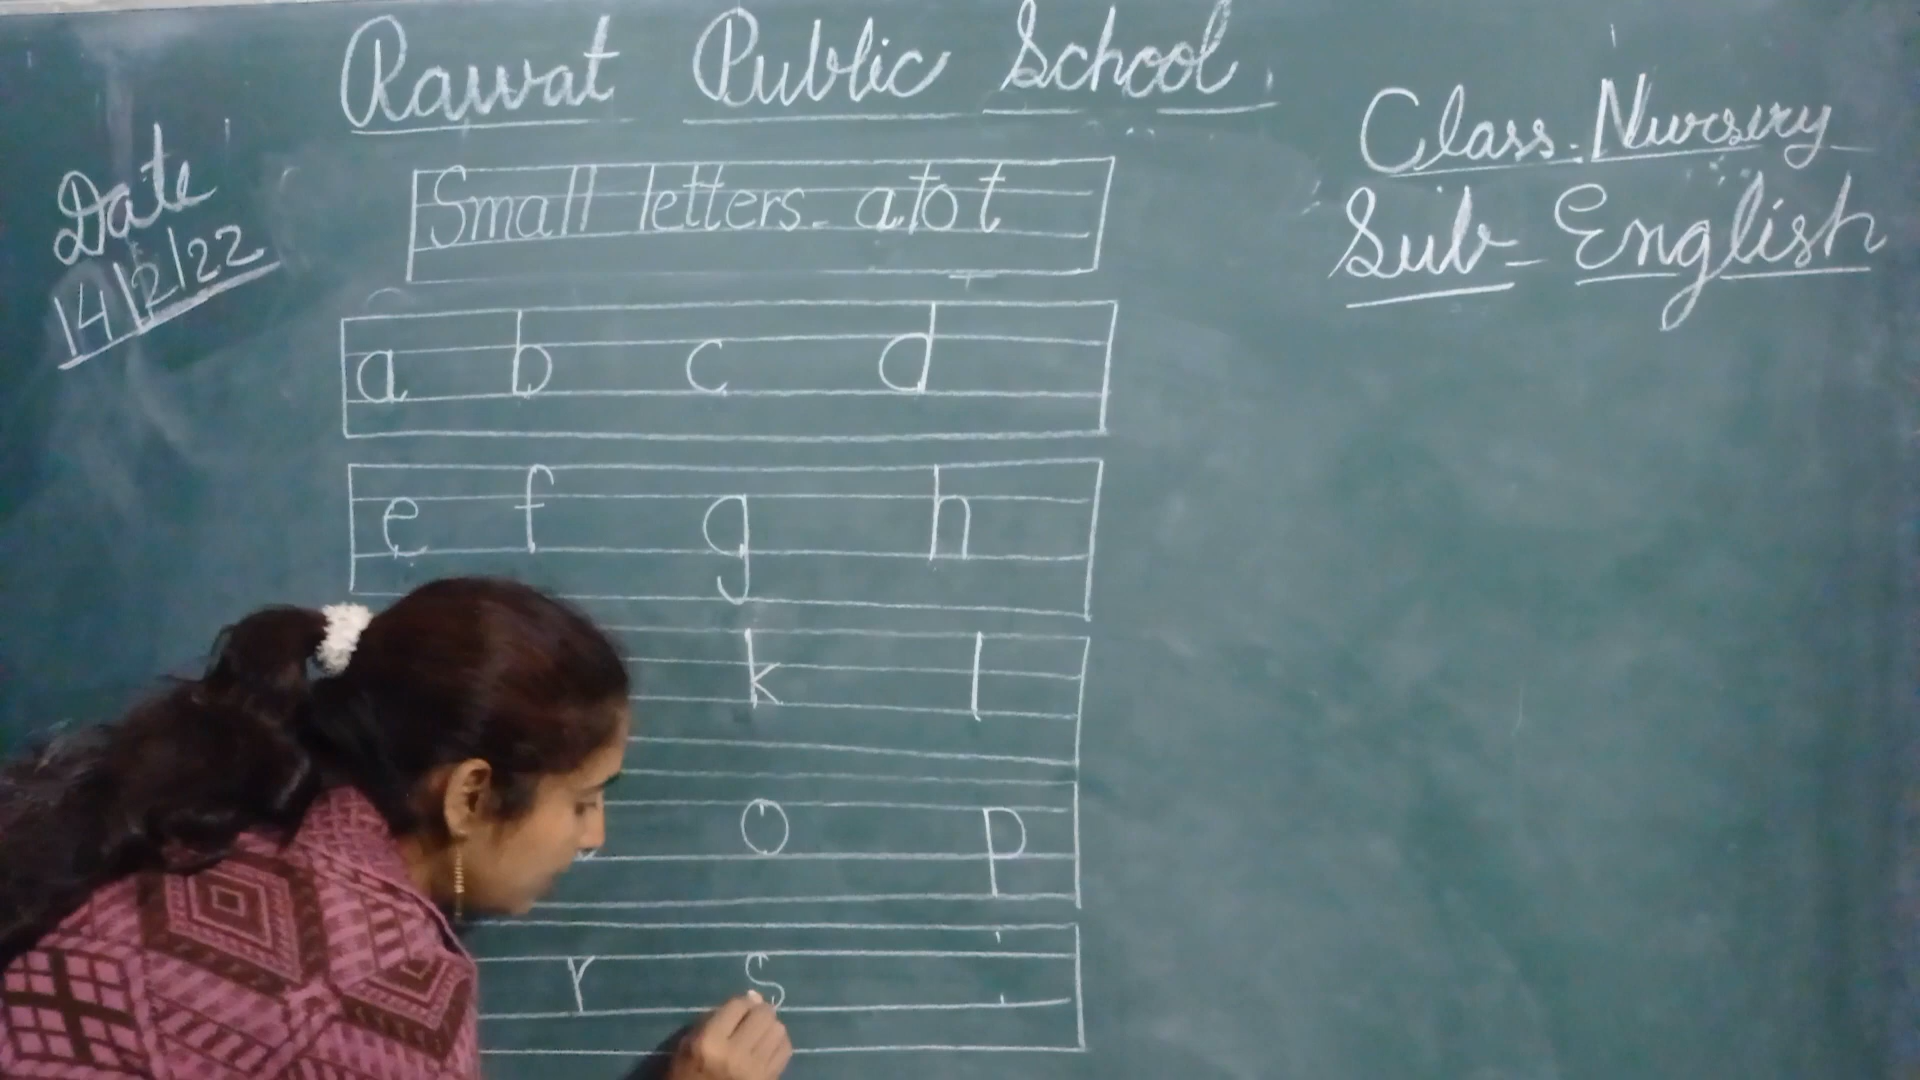 Rawat Public School
Class. Nursery
Sub- English
Date
14/12/22
Small letters- a to t
a b c d
e f g h
k l
o p
r s